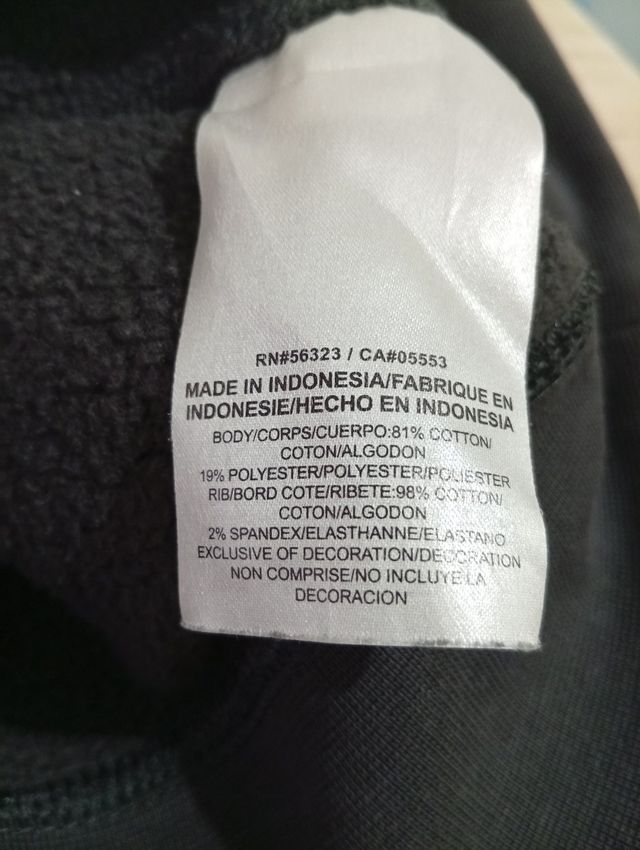 RN#56323 / CA#05553
MADE IN INDONESIA/FABRIQUE EN
INDONESIE/HECHO EN INDONESIA
BODY/CORPS/CUERPO:81% COTTON/
COTON/ALGODON
19% POLYESTER/POLYESTER/POLIESTER
RIB/BORD COTE/RIBETE:98% COTTON/
COTON/ALGODON
2% SPANDEX/ELASTHANNE/ELASTANO
EXCLUSIVE OF DECORATION/DECORATION
NON COMPRISE/NO INCLUYE LA
DECORACION